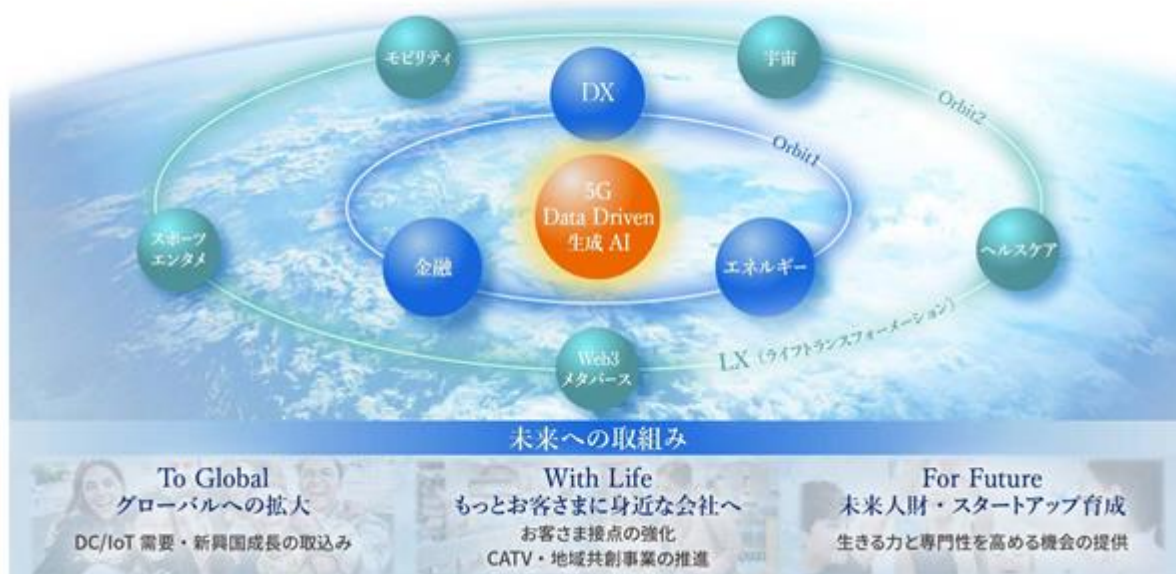 モビリティ
宇宙
DX
Orbit2
Orbit1
5G
Data Driven
生成 AI
スポーツ
エンタメ
金融
エネルギー
ヘルスケア
LX（ライフトランスフォーメーション）
Web3
メタバース
未来への取組み
To Global
グローバルへの拡大
DC/IoT 需要・新興国成長の取込み
With Life
もっとお客さまに身近な会社へ
お客さま接点の強化
CATV・地域共創事業の推進
For Future
未来人財・スタートアップ育成
生きる力と専門性を高める機会の提供